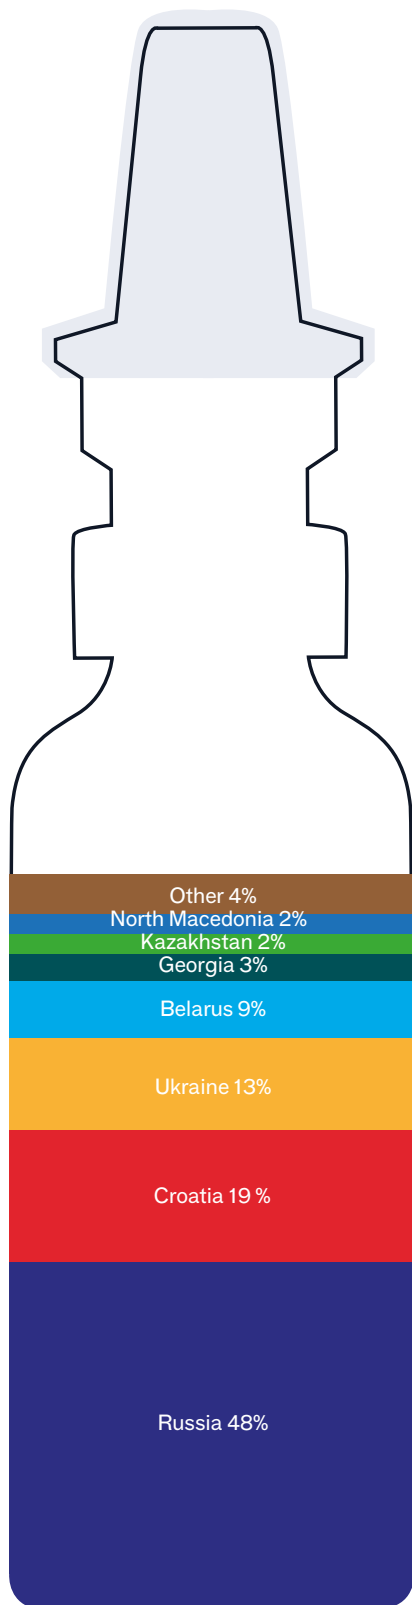 Other 4%
North Macedonia 2%
Kazakhstan 2%
Georgia 3%
Belarus 9%
Ukraine 13%
Croatia 19 %
Russia 48%